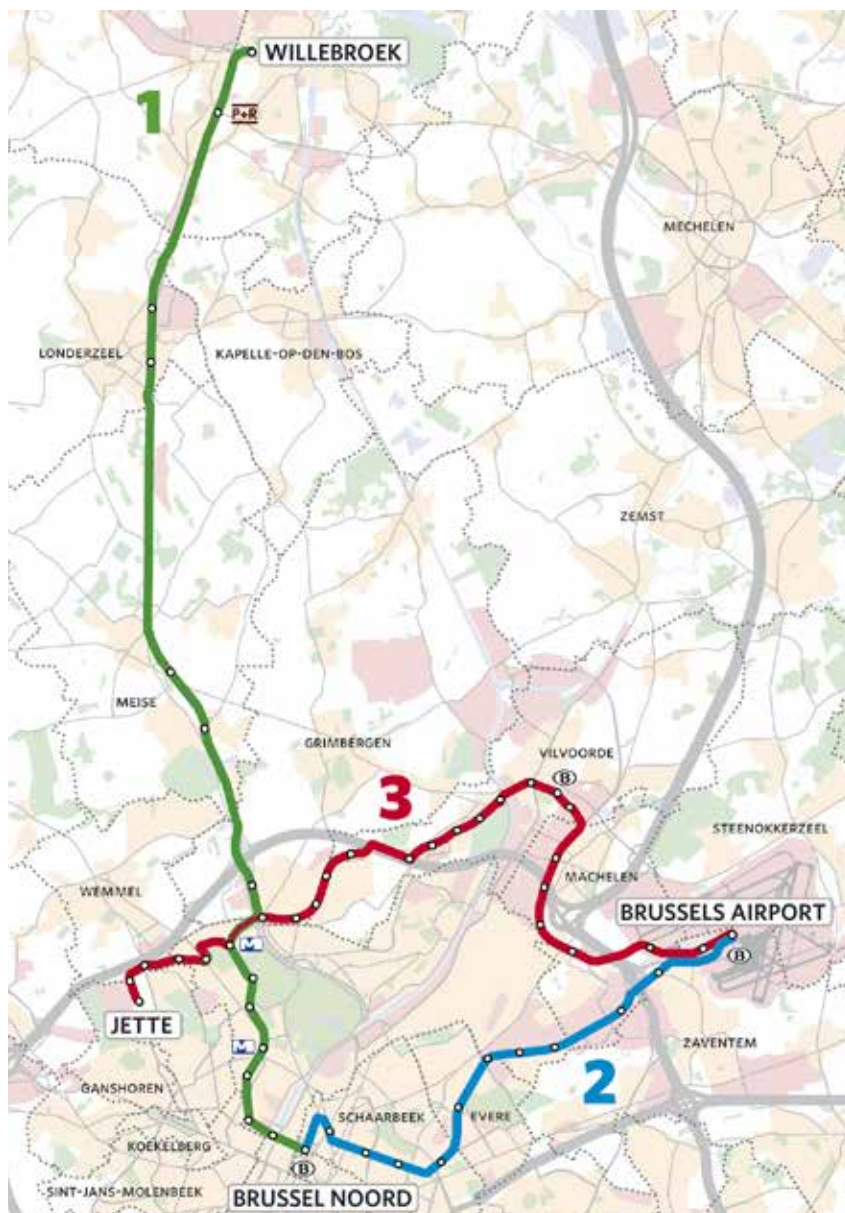 WILLEBROEK
1
P+R
MECHELEN
LONDERZEEL
KAPELLE-OP-DEN-BOS
ZEMST
MEISE
GRIMBERGEN
VILVOORDE
B
3
STEENOKKERZEEL
WEMMEL
MACHELEN
BRUSSELS AIRPORT
M
B
JETTE
ZAVENTEM
M
GANSHOREN
2
SCHAARBEEK
EVERE
KOEKELBERG
B
SINT-JANS-MOLENBEEK
BRUSSEL NOORD